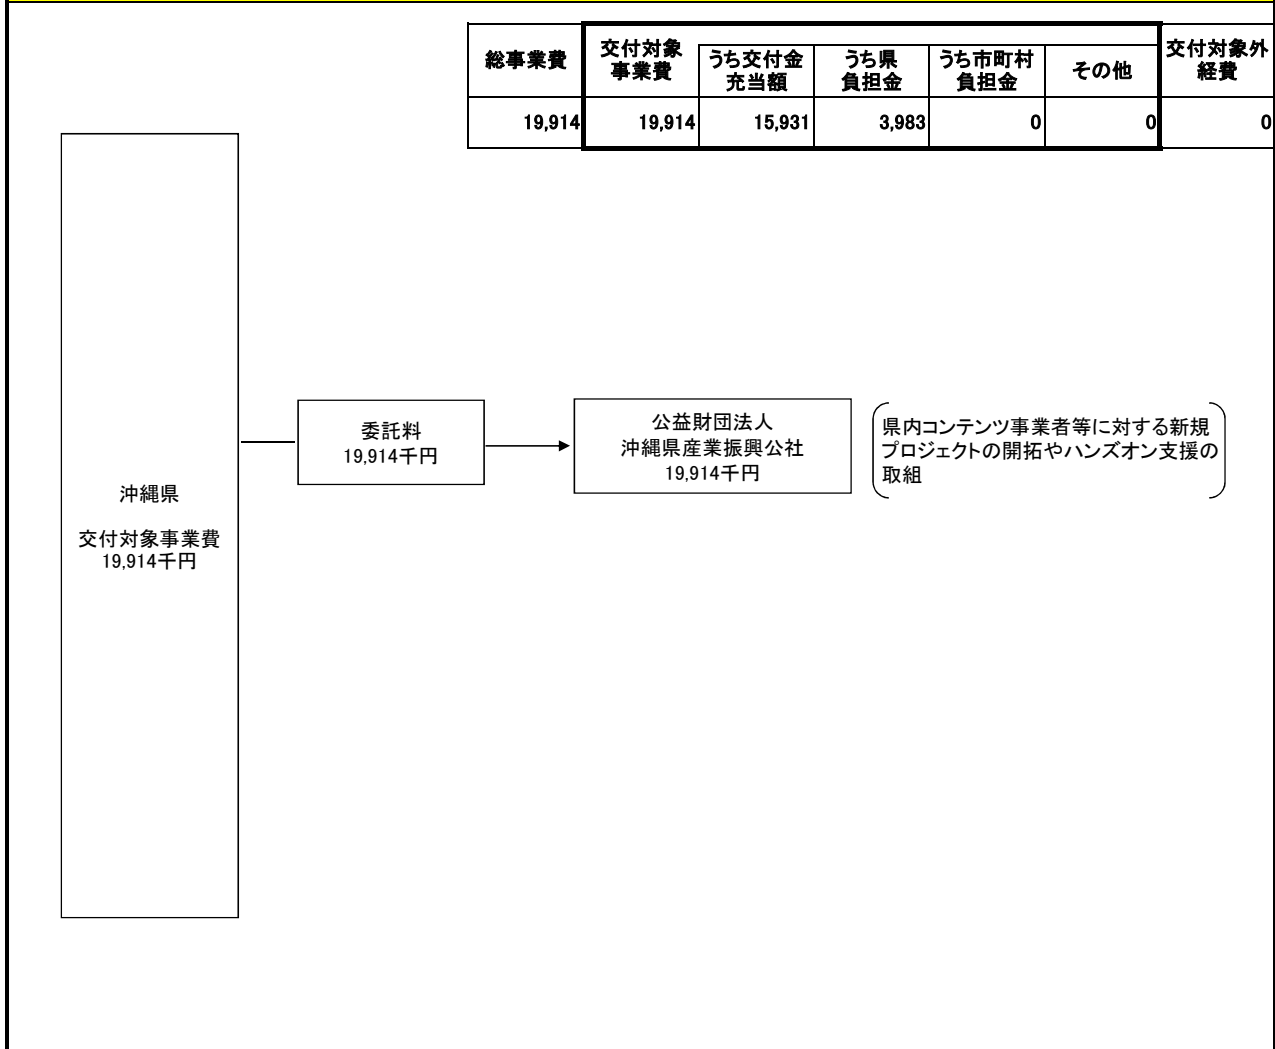 総事業費
交付対象
事業費
うち交付金
充当額
うち県
負担金
うち市町村
負担金
その他
交付対象外
経費
19,914
19,914
15,931
3,983
0
0
0
沖縄県
交付対象事業費
19,914千円
委託料
19,914千円
公益財団法人
沖縄県産業振興公社
19,914千円
県内コンテンツ事業者等に対する新規
プロジェクトの開拓やハンズオン支援の
取組